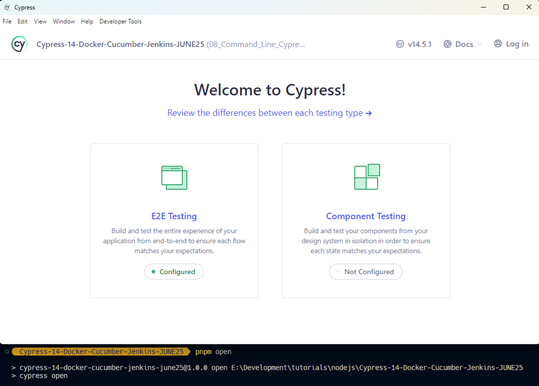 Cypress
File Edit View Window Help Developer Tools
cy Cypress-14-Docker-Cucumber-Jenkins-JUNE25 (08_Command_Line_Cypre... v14.5.1 Docs Log in
Welcome to Cypress!
Review the differences between each testing type →
E2E Testing
Build and test the entire experience of your
application from end-to-end to ensure each flow
matches your expectations.
Configured
Component Testing
Build and test your components from your
design system in isolation in order to ensure
each state matches your expectations.
Not Configured
Cypress-14-Docker-Cucumber-Jenkins-JUNE25 pnpm open
> cypress-14-docker-cucumber-jenkins-june25@1.0.0 open E:\Development\tutorials\nodejs\Cypress-14-Docker-Cucumber-Jenkins-JUNE25
> cypress open